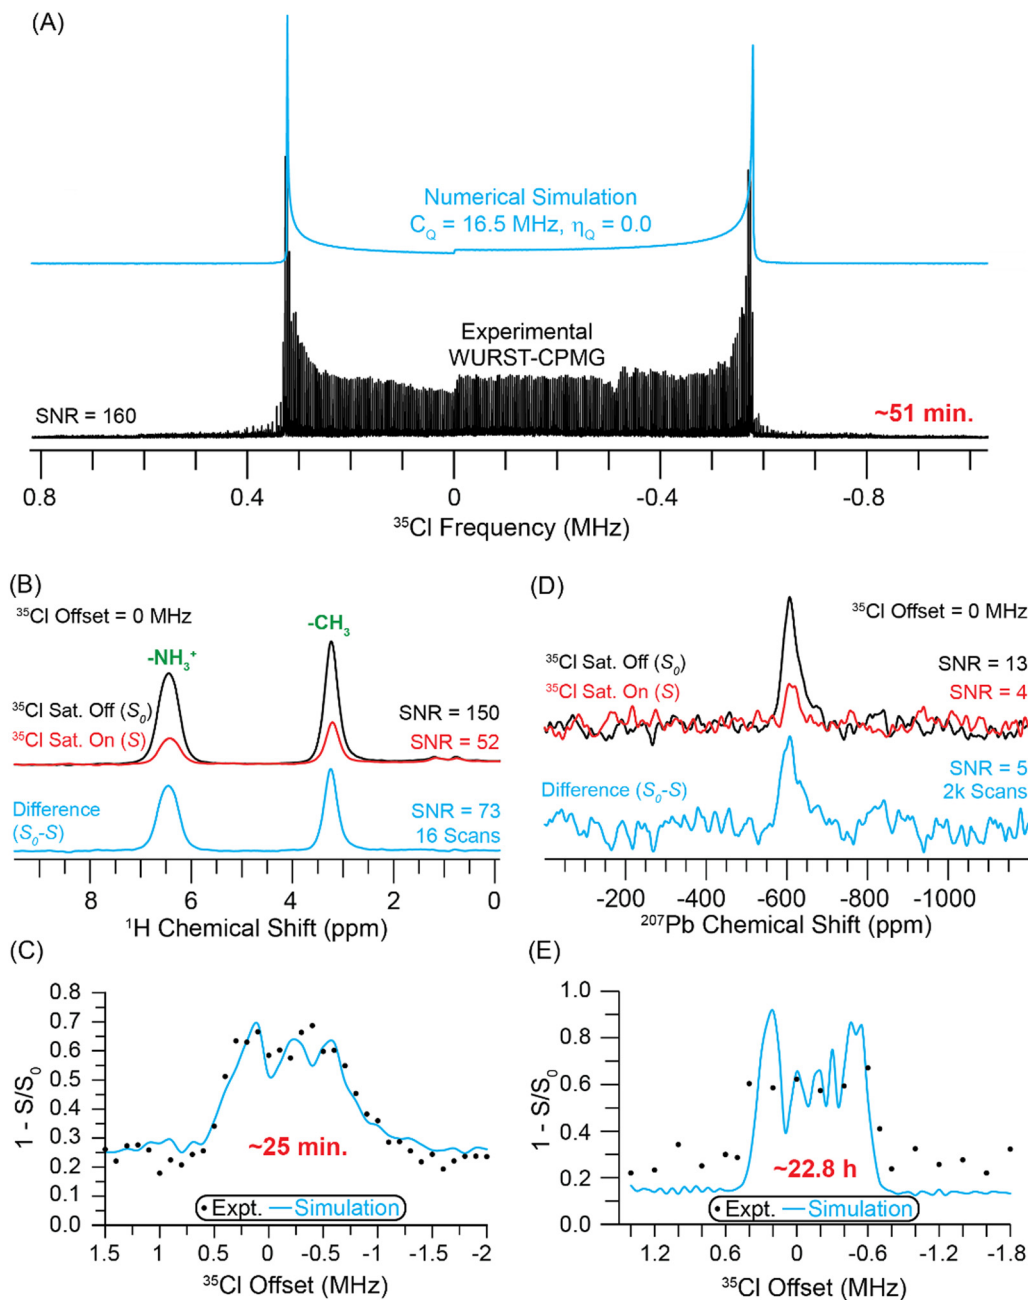 (A)
Numerical Simulation
C_Q = 16.5 MHz, η_Q = 0.0
Experimental
WURST-CPMG
SNR = 160
~51 min.
0.8 0.4 0 -0.4 -0.8
³⁵Cl Frequency (MHz)
(B)
³⁵Cl Offset = 0 MHz
-CH₃
-NH₃⁺
³⁵Cl Sat. Off (S₀)
SNR = 150
³⁵Cl Sat. On (S)
SNR = 52
Difference
(S₀-S)
SNR = 73
16 Scans
8 6 4 2 0
¹H Chemical Shift (ppm)
(D)
³⁵Cl Offset = 0 MHz
³⁵Cl Sat. Off (S₀)
SNR = 13
³⁵Cl Sat. On (S)
SNR = 4
Difference (S₀-S)
SNR = 5
2k Scans
-200 -400 -600 -800 -1000
²⁰⁷Pb Chemical Shift (ppm)
(C)
1 - S/S₀
0.8
0.7
0.6
0.5
0.4
0.3
0.2
0.1
0.0
~25 min.
Expt. Simulation
1.5 1 0.5 0 -0.5 -1 -1.5 -2
³⁵Cl Offset (MHz)
(E)
1 - S/S₀
1.0
0.8
0.6
0.4
0.2
0.0
~22.8 h
Expt. Simulation
1.2 0.6 0 -0.6 -1.2 -1.8
³⁵Cl Offset (MHz)